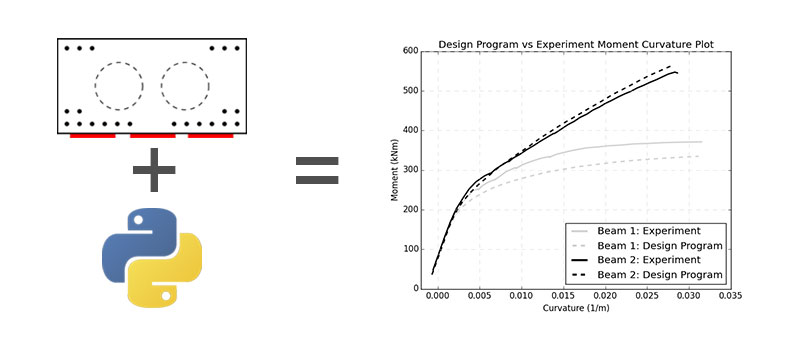 Design Program vs Experiment Moment Curvature Plot
600
500
400
300
200
100
0
Moment (kNm)
Beam 1: Experiment
Beam 1: Design Program
Beam 2: Experiment
Beam 2: Design Program
0.000 0.005 0.010 0.015 0.020 0.025 0.030 0.035
Curvature (1/m)